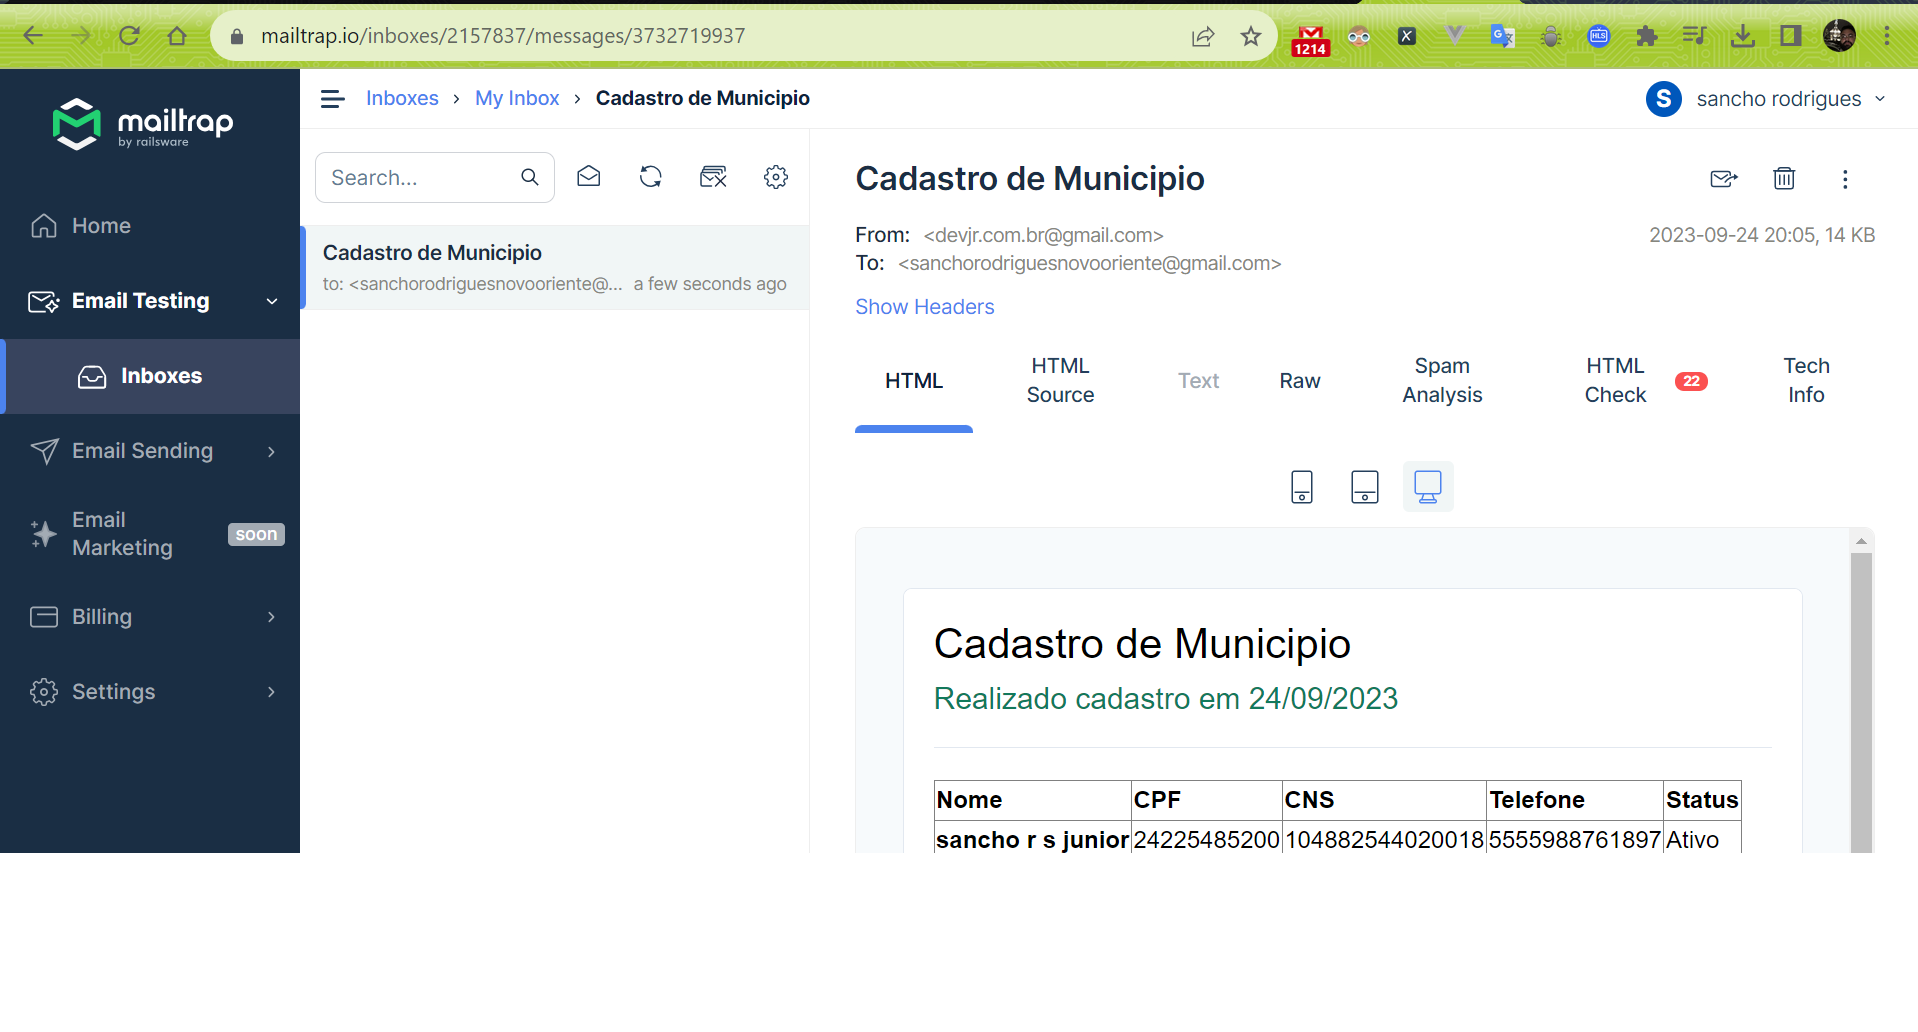 mailtrap.io/inboxes/2157837/messages/3732719937
1214
X
G
HLS
mailtrap
by railsware
Home
Email Testing
Inboxes
Email Sending
Email
Marketing
soon
Billing
Settings
Inboxes › My Inbox › Cadastro de Municipio
S sancho rodrigues
Search...
Cadastro de Municipio
to: <sanchorodriguesnovooriente@... a few seconds ago
Cadastro de Municipio
From: <devjr.com.br@gmail.com>
2023-09-24 20:05, 14 KB
To: <sanchorodriguesnovooriente@gmail.com>
Show Headers
HTML
HTML
Source
Text
Raw
Spam
Analysis
HTML
Check
22
Tech
Info
Cadastro de Municipio
Realizado cadastro em 24/09/2023
Nome CPF CNS Telefone Status
sancho r s junior 24225485200 104882544020018 5555988761897 Ativo